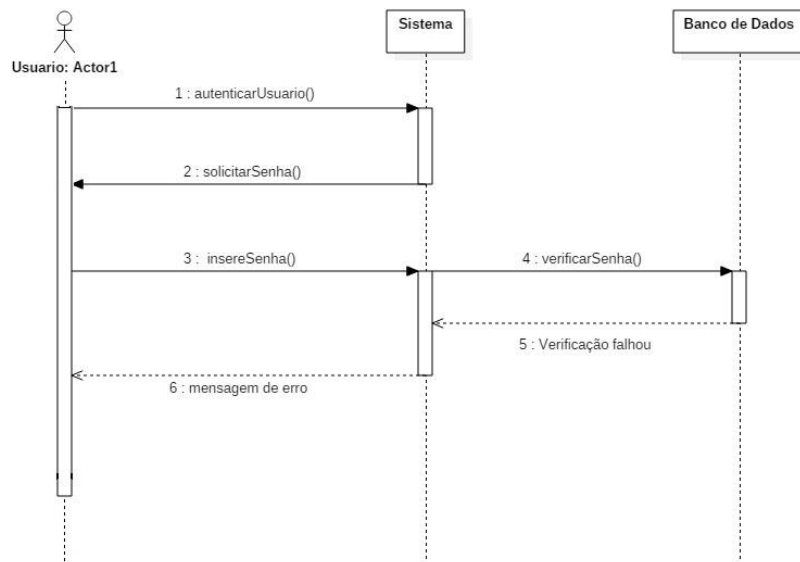 Sistema
Banco de Dados
Usuario: Actor1
1 : autenticarUsuario()
2 : solicitarSenha()
3 :  insereSenha()
4 : verificarSenha()
5 : Verificação falhou
6 : mensagem de erro